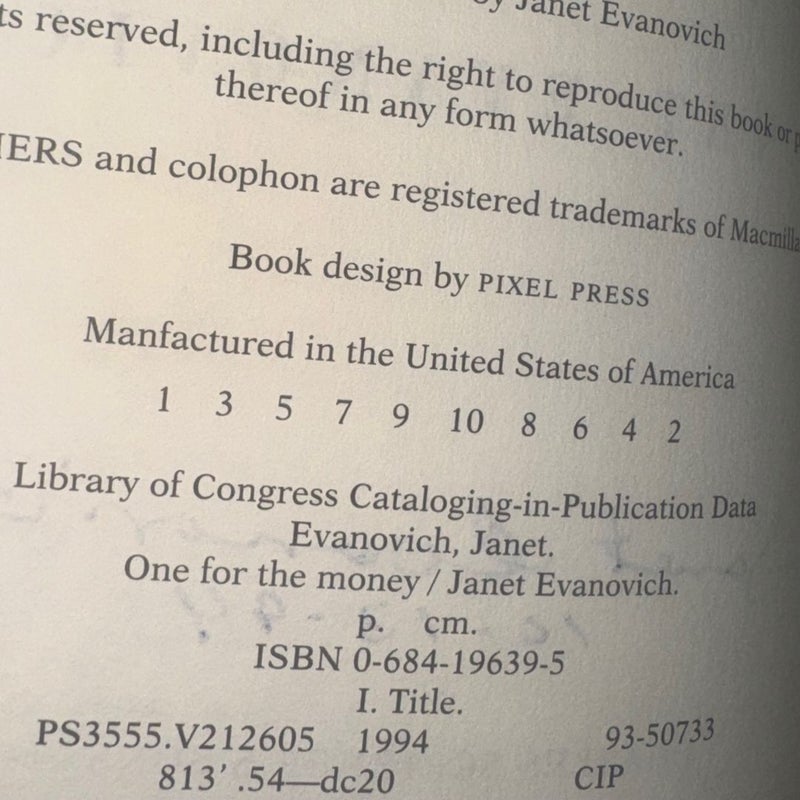 by Janet Evanovich
ts reserved, including the right to reproduce this book or p
thereof in any form whatsoever.
IERS and colophon are registered trademarks of Macmilla
Book design by PIXEL PRESS
Manfactured in the United States of America
1 3 5 7 9 10 8 6 4 2
Library of Congress Cataloging-in-Publication Data
Evanovich, Janet.
One for the money / Janet Evanovich.
p. cm.
ISBN 0-684-19639-5
I. Title.
PS3555.V212605 1994 93-50733
813'.54—dc20 CIP